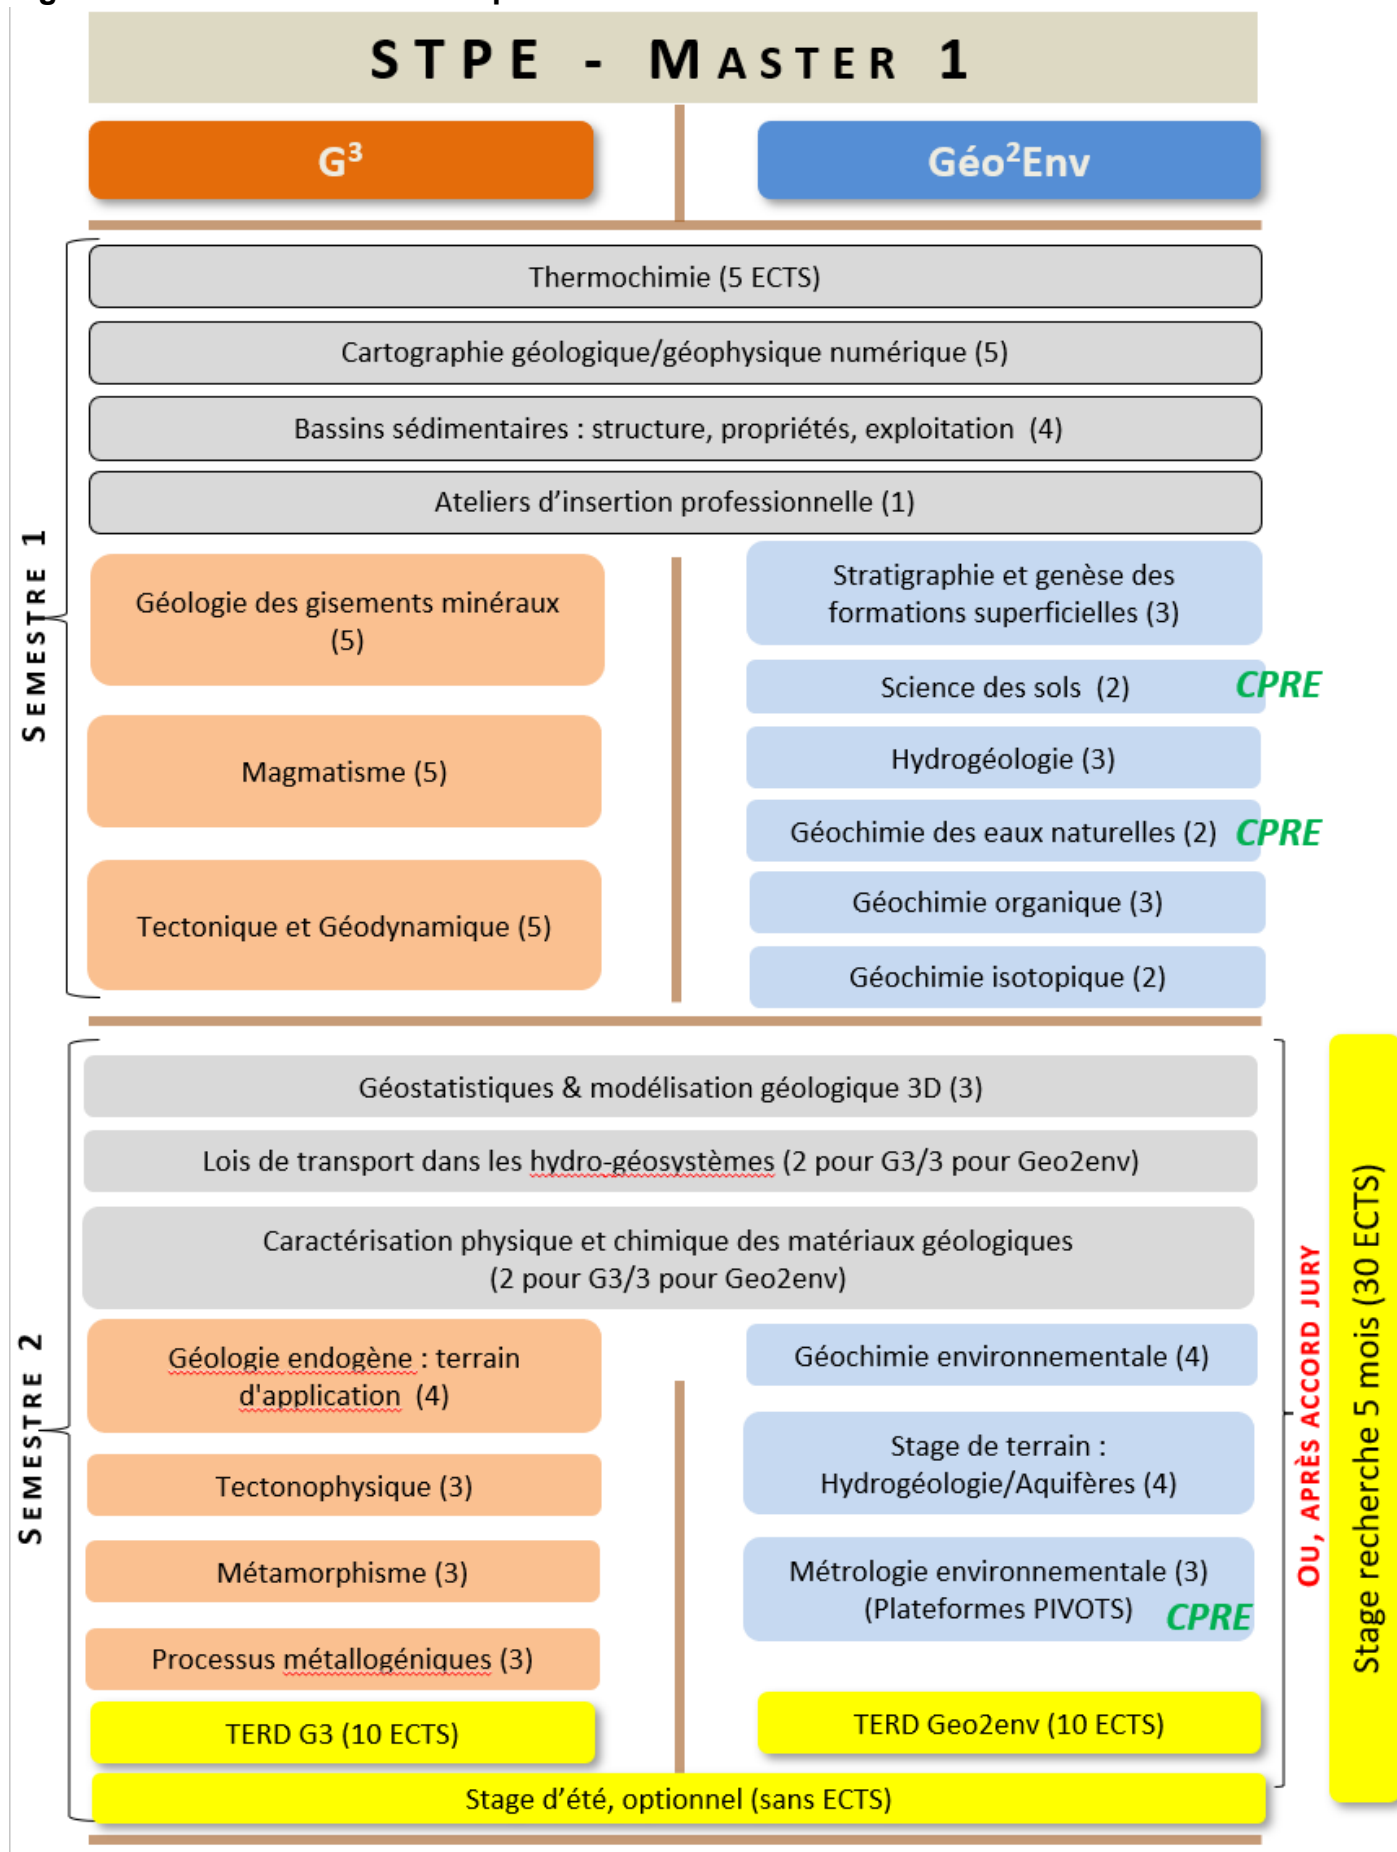 STPE - MASTER 1
G³
Géo²Env
SEMESTRE 1
Thermochimie (5 ECTS)
Cartographie géologique/géophysique numérique (5)
Bassins sédimentaires : structure, propriétés, exploitation (4)
Ateliers d’insertion professionnelle (1)
Géologie des gisements minéraux
(5)
Magmatisme (5)
Tectonique et Géodynamique (5)
Stratigraphie et genèse des
formations superficielles (3)
Science des sols (2)
CPRE
Hydrogéologie (3)
Géochimie des eaux naturelles (2)
CPRE
Géochimie organique (3)
Géochimie isotopique (2)
SEMESTRE 2
Géostatistiques & modélisation géologique 3D (3)
Lois de transport dans les hydro-géosystèmes (2 pour G3/3 pour Geo2env)
Caractérisation physique et chimique des matériaux géologiques
(2 pour G3/3 pour Geo2env)
Géologie endogène : terrain
d'application (4)
Tectonophysique (3)
Métamorphisme (3)
Processus métallogéniques (3)
TERD G3 (10 ECTS)
Géochimie environnementale (4)
Stage de terrain :
Hydrogéologie/Aquifères (4)
Métrologie environnementale (3)
(Plateformes PIVOTS)
CPRE
TERD Geo2env (10 ECTS)
Stage d’été, optionnel (sans ECTS)
OU, APRÈS ACCORD JURY
Stage recherche 5 mois (30 ECTS)